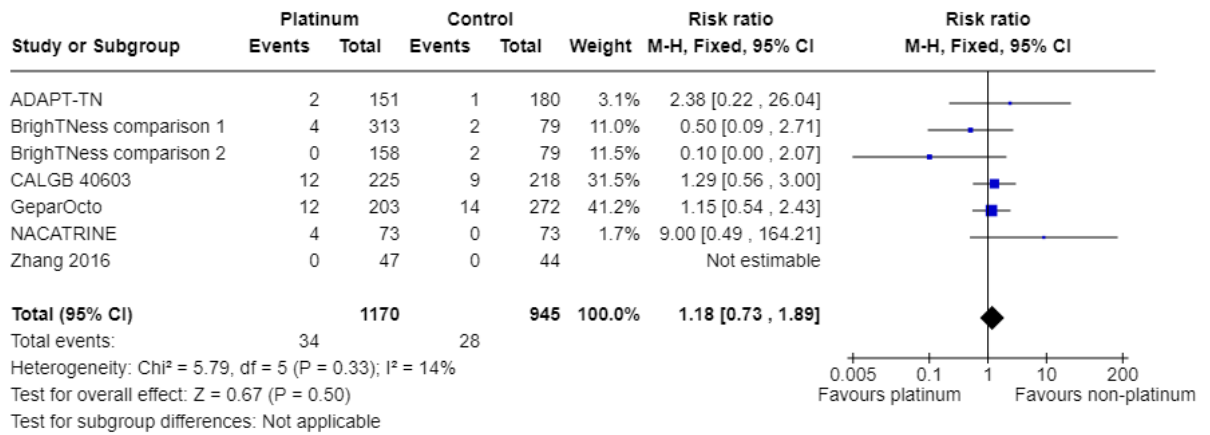 Platinum Control Risk ratio Risk ratio
Study or Subgroup Events Total Events Total Weight M-H, Fixed, 95% CI M-H, Fixed, 95% CI
ADAPT-TN 2 151 1 180 3.1% 2.38 [0.22 , 26.04]
BrighTNess comparison 1 4 313 2 79 11.0% 0.50 [0.09 , 2.71]
BrighTNess comparison 2 0 158 2 79 11.5% 0.10 [0.00 , 2.07]
CALGB 40603 12 225 9 218 31.5% 1.29 [0.56 , 3.00]
GeparOcto 12 203 14 272 41.2% 1.15 [0.54 , 2.43]
NACATRINE 4 73 0 73 1.7% 9.00 [0.49 , 164.21]
Zhang 2016 0 47 0 44 Not estimable
Total (95% CI) 1170 945 100.0% 1.18 [0.73 , 1.89]
Total events: 34 28
Heterogeneity: Chi² = 5.79, df = 5 (P = 0.33); I² = 14%
0.005 0.1 1 10 200
Test for overall effect: Z = 0.67 (P = 0.50)
Favours platinum Favours non-platinum
Test for subgroup differences: Not applicable